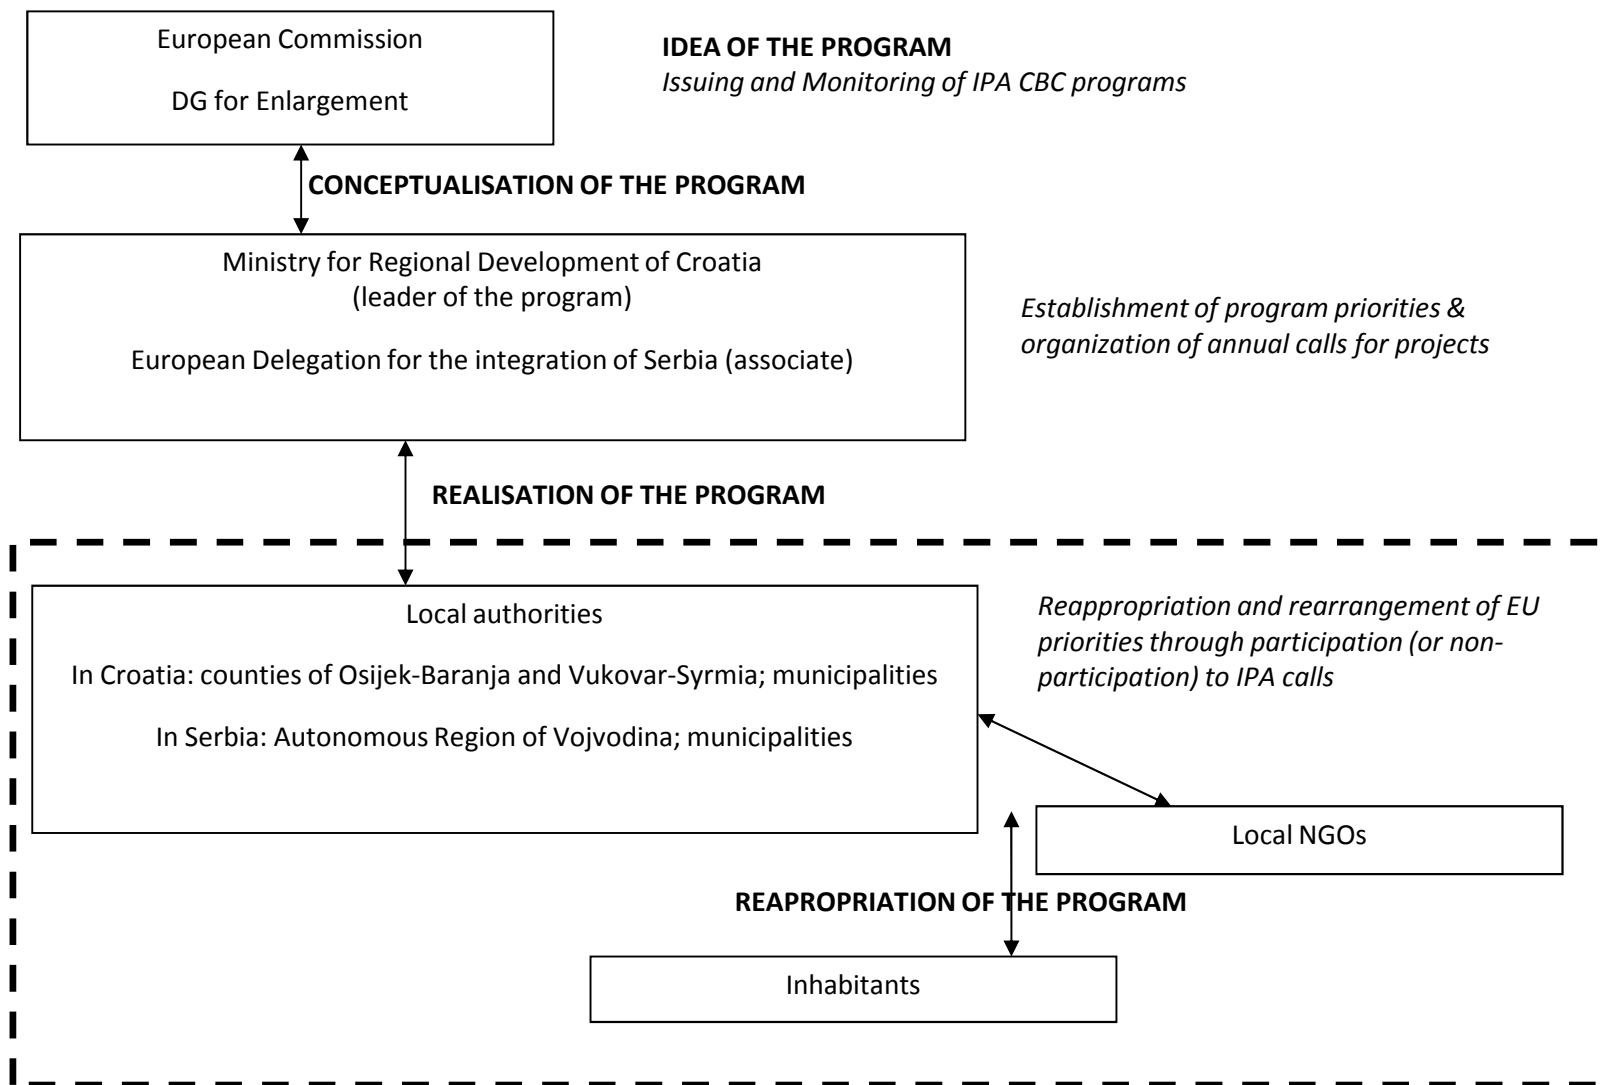 European Commission
DG for Enlargement
IDEA OF THE PROGRAM
Issuing and Monitoring of IPA CBC programs
CONCEPTUALISATION OF THE PROGRAM
Ministry for Regional Development of Croatia
(leader of the program)
European Delegation for the integration of Serbia (associate)
Establishment of program priorities &
organization of annual calls for projects
REALISATION OF THE PROGRAM
Local authorities
In Croatia: counties of Osijek-Baranja and Vukovar-Syrmia; municipalities
In Serbia: Autonomous Region of Vojvodina; municipalities
Reappropriation and rearrangement of EU
priorities through participation (or non-
participation) to IPA calls
Local NGOs
REAPROPRIATION OF THE PROGRAM
Inhabitants